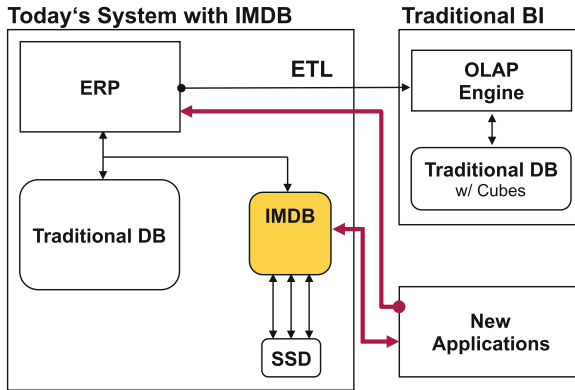 Today‘s System with IMDB
Traditional BI
ERP
ETL
OLAP
Engine
Traditional DB
w/ Cubes
Traditional DB
IMDB
SSD
New
Applications